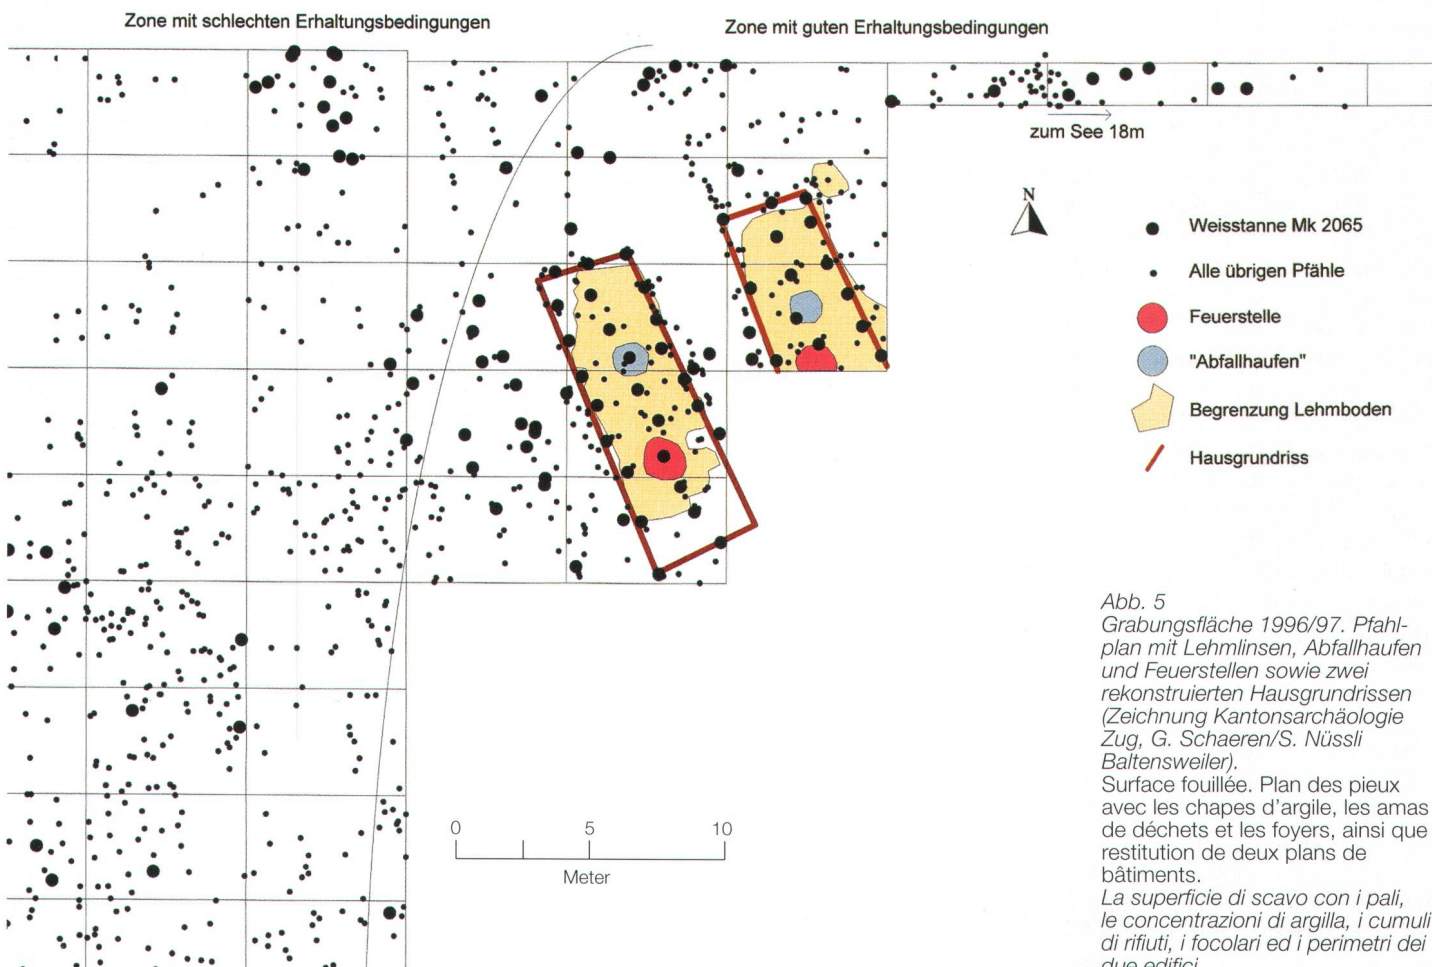 Zone mit schlechten Erhaltungsbedingungen
Zone mit guten Erhaltungsbedingungen
zum See 18m
N
Weisstanne Mk 2065
Alle übrigen Pfähle
Feuerstelle
"Abfallhaufen"
Begrenzung Lehmboden
Hausgrundriss
0 5 10
Meter
Abb. 5
Grabungsfläche 1996/97. Pfahl-
plan mit Lehmlinsen, Abfallhaufen
und Feuerstellen sowie zwei
rekonstruierten Hausgrundrissen
(Zeichnung Kantonsarchäologie
Zug, G. Schaeren/S. Nüssli
Baltensweiler).
Surface fouillée. Plan des pieux
avec les chapes d'argile, les amas
de déchets et les foyers, ainsi que
restitution de deux plans de
bâtiments.
La superficie di scavo con i pali,
le concentrazioni di argilla, i cumuli
di rifiuti, i focolari ed i perimetri dei
due edifici.